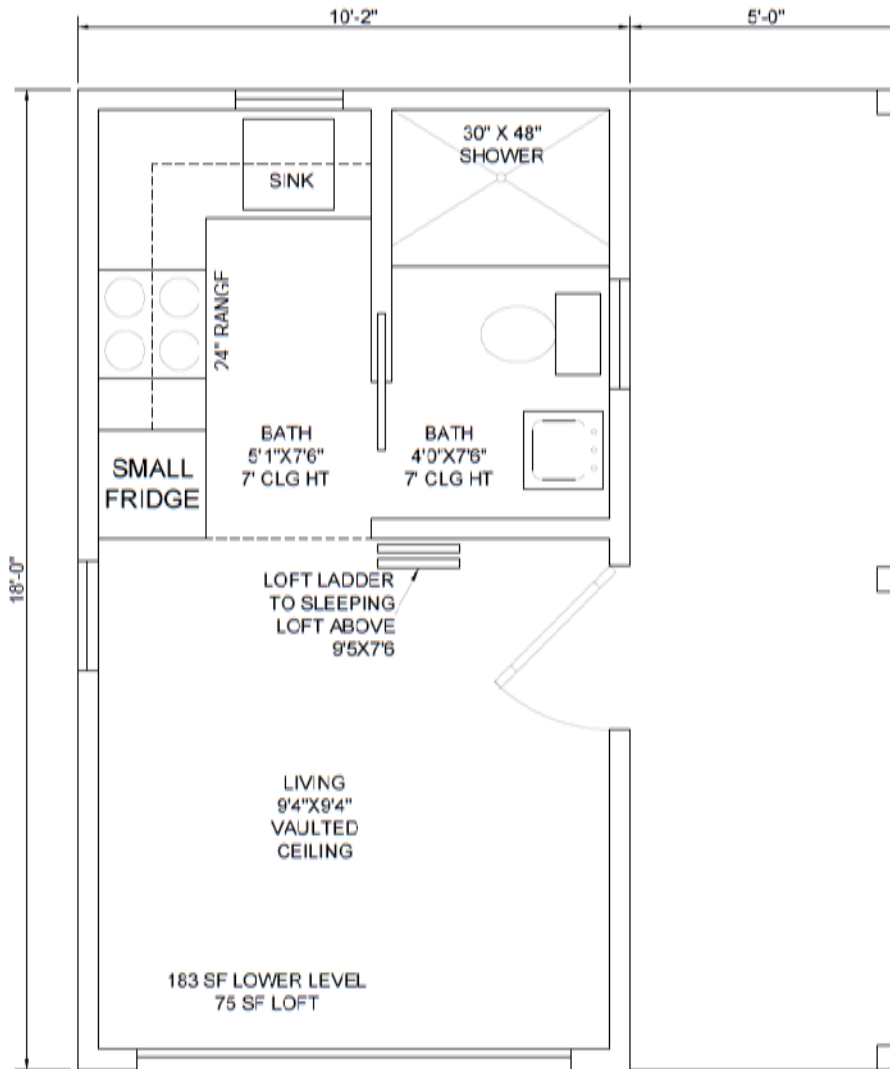 10'-2"
5'-0"
30" X 48"
SHOWER
SINK
24" RANGE
BATH
5'1"X7'6"
7' CLG HT
BATH
4'0"X7'6"
7' CLG HT
SMALL
FRIDGE
18'-0"
LOFT LADDER
TO SLEEPING
LOFT ABOVE
9'5X7'6
LIVING
9'4"X9'4"
VAULTED
CEILING
183 SF LOWER LEVEL
75 SF LOFT